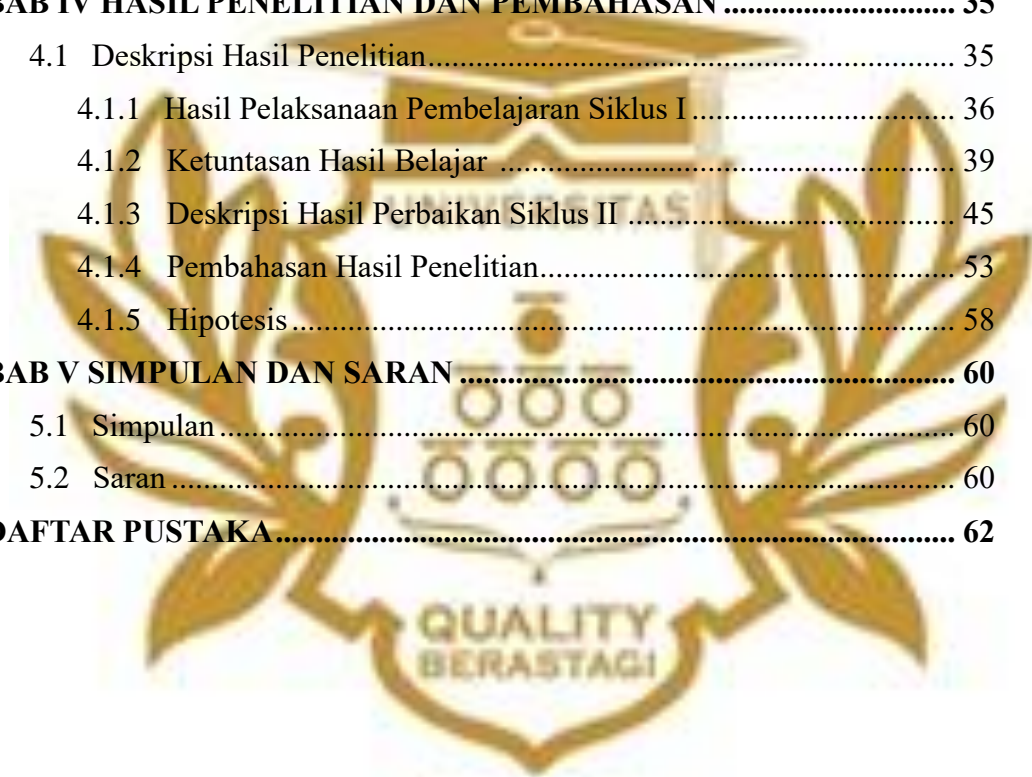 BAB IV HASIL PENELITIAN DAN PEMBAHASAN .................................. 35
4.1 Deskripsi Hasil Penelitian ............................................................................ 35
4.1.1 Hasil Pelaksanaan Pembelajaran Siklus I ...................................... 36
4.1.2 Ketuntasan Hasil Belajar ................................................................. 39
4.1.3 Deskripsi Hasil Perbaikan Siklus II ................................................ 45
4.1.4 Pembahasan Hasil Penelitian ........................................................... 53
4.1.5 Hipotesis ............................................................................................... 58
BAB V SIMPULAN DAN SARAN ....................................................................... 60
5.1 Simpulan .......................................................................................................... 60
5.2 Saran ................................................................................................................. 60
DAFTAR PUSTAKA .................................................................................................. 62
UNIVERSITAS
QUALITY
BERASTAGI